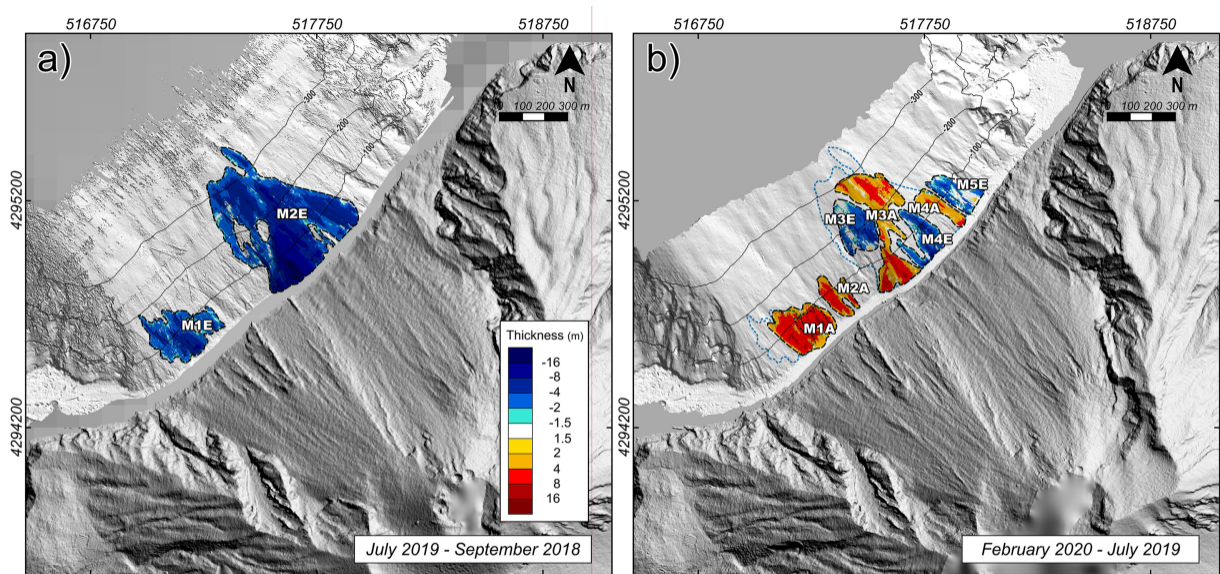 516750
517750
518750
a)
N
0 100 200 300 m
-300
-200
-100
4295200
M2E
M1E
4294200
Thickness (m)
-16
-8
-4
-2
-1.5
1.5
2
4
8
16
July 2019 - September 2018
516750
517750
518750
b)
N
0 100 200 300 m
-300
-200
-100
4295200
M5E
M4A
M3E
M3A
M4E
M2A
M1A
4294200
February 2020 - July 2019